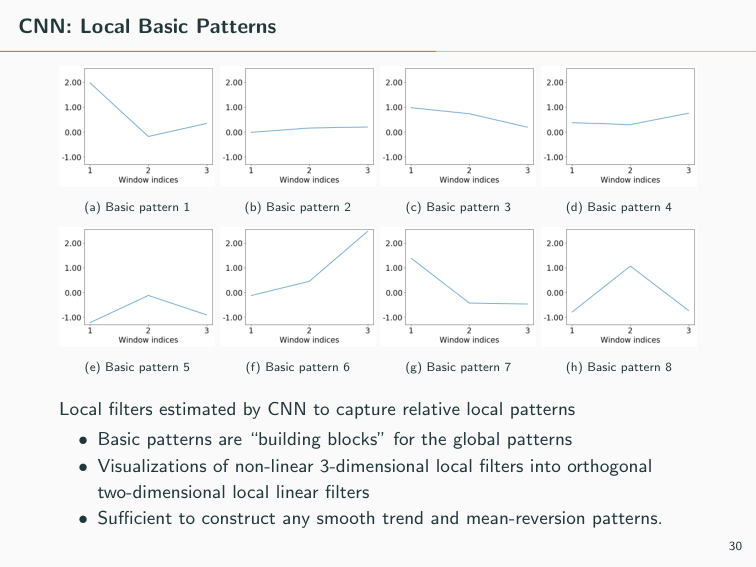 CNN: Local Basic Patterns
2.00
1.00
0.00
-1.00
1 2 3
Window indices
(a) Basic pattern 1
2.00
1.00
0.00
-1.00
1 2 3
Window indices
(b) Basic pattern 2
2.00
1.00
0.00
-1.00
1 2 3
Window indices
(c) Basic pattern 3
2.00
1.00
0.00
-1.00
1 2 3
Window indices
(d) Basic pattern 4
2.00
1.00
0.00
-1.00
1 2 3
Window indices
(e) Basic pattern 5
2.00
1.00
0.00
-1.00
1 2 3
Window indices
(f) Basic pattern 6
2.00
1.00
0.00
-1.00
1 2 3
Window indices
(g) Basic pattern 7
2.00
1.00
0.00
-1.00
1 2 3
Window indices
(h) Basic pattern 8
Local filters estimated by CNN to capture relative local patterns
• Basic patterns are “building blocks” for the global patterns
• Visualizations of non-linear 3-dimensional local filters into orthogonal
two-dimensional local linear filters
• Sufficient to construct any smooth trend and mean-reversion patterns.
30